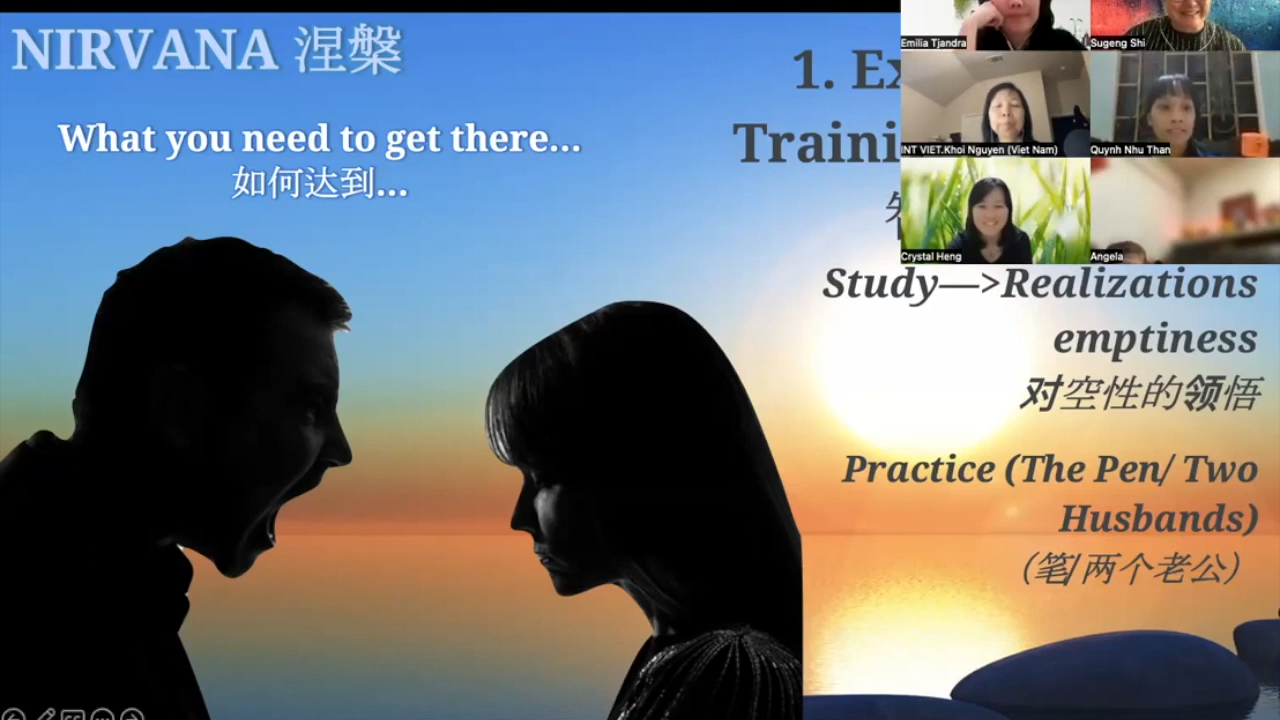 NIRVANA 涅槃
What you need to get there...
如何达到...
1.
Study—>Realizations
emptiness
对空性的领悟
Practice (The Pen/ Two
Husbands)
(笔/两个老公)
Emilia Tjandra
Sugeng Shi
INT VIET.Khoi Nguyen (Viet Nam)
Quynh Nhu Than
Crystal Heng
Angela